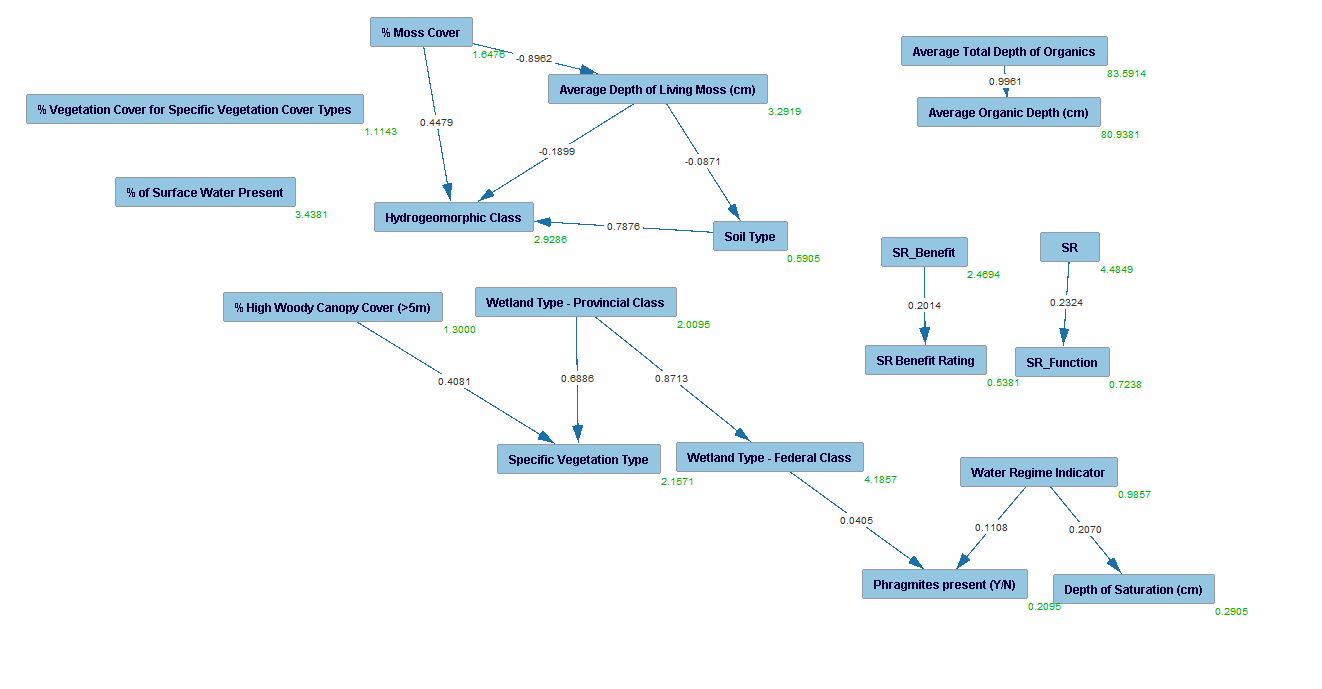 % Moss Cover
1.6476
-0.8962
Average Total Depth of Organics
83.5914
0.9961
Average Depth of Living Moss (cm)
3.2919
% Vegetation Cover for Specific Vegetation Cover Types
1.1143
Average Organic Depth (cm)
80.9381
0.4479
-0.1899
-0.0871
% of Surface Water Present
3.4381
Hydrogeomorphic Class
2.9286
0.7876
Soil Type
0.5905
SR_Benefit
2.4694
SR
4.4849
0.2014
0.2324
% High Woody Canopy Cover (>5m)
1.3000
Wetland Type - Provincial Class
2.0095
SR Benefit Rating
0.5381
SR_Function
0.7238
0.4081
0.6886
0.8713
Specific Vegetation Type
2.1571
Wetland Type - Federal Class
4.1857
Water Regime Indicator
0.9857
0.0405
0.1108
0.2070
Phragmites present (Y/N)
0.2095
Depth of Saturation (cm)
0.2905